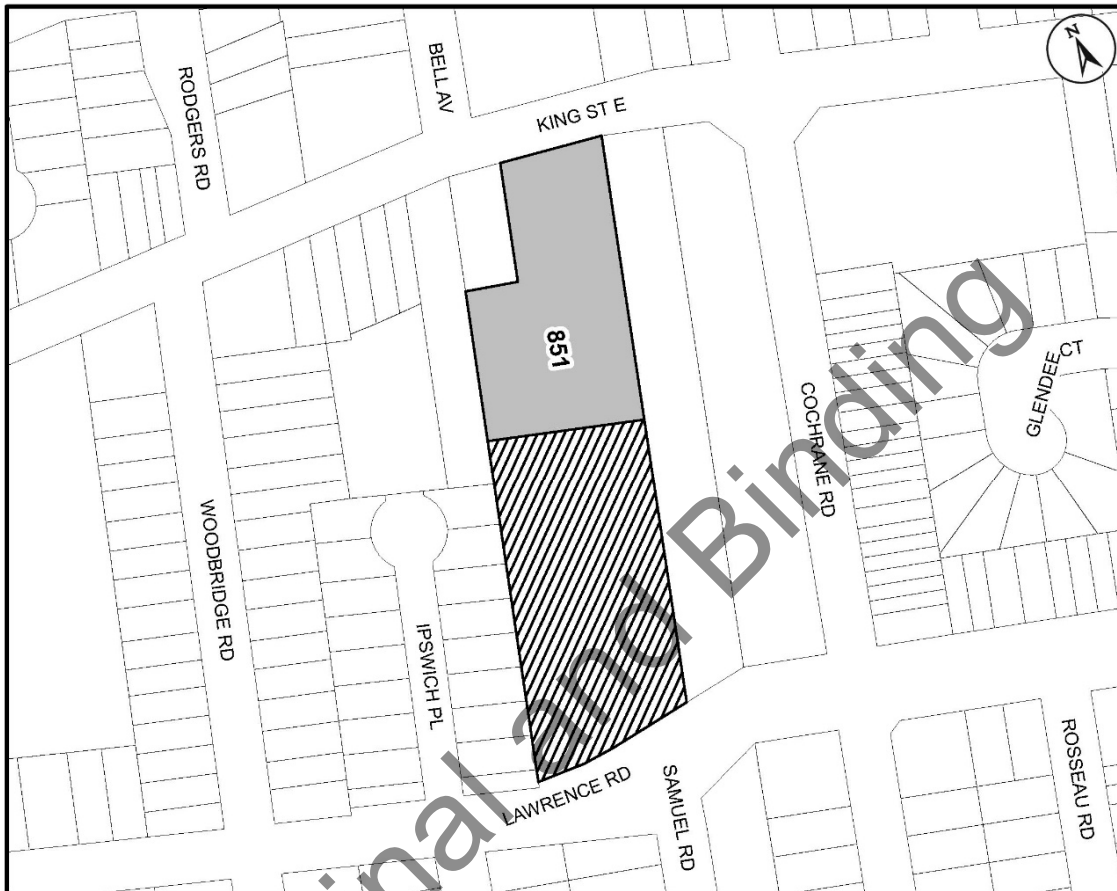 N
BELL AV
RODGERS RD
KING ST E
851
GLENDEE CT
COCHRANE RD
WOODBRIDGE RD
IPSWICH PL
LAWRENCE RD
SAMUEL RD
ROSSEAU RD
inal and Binding